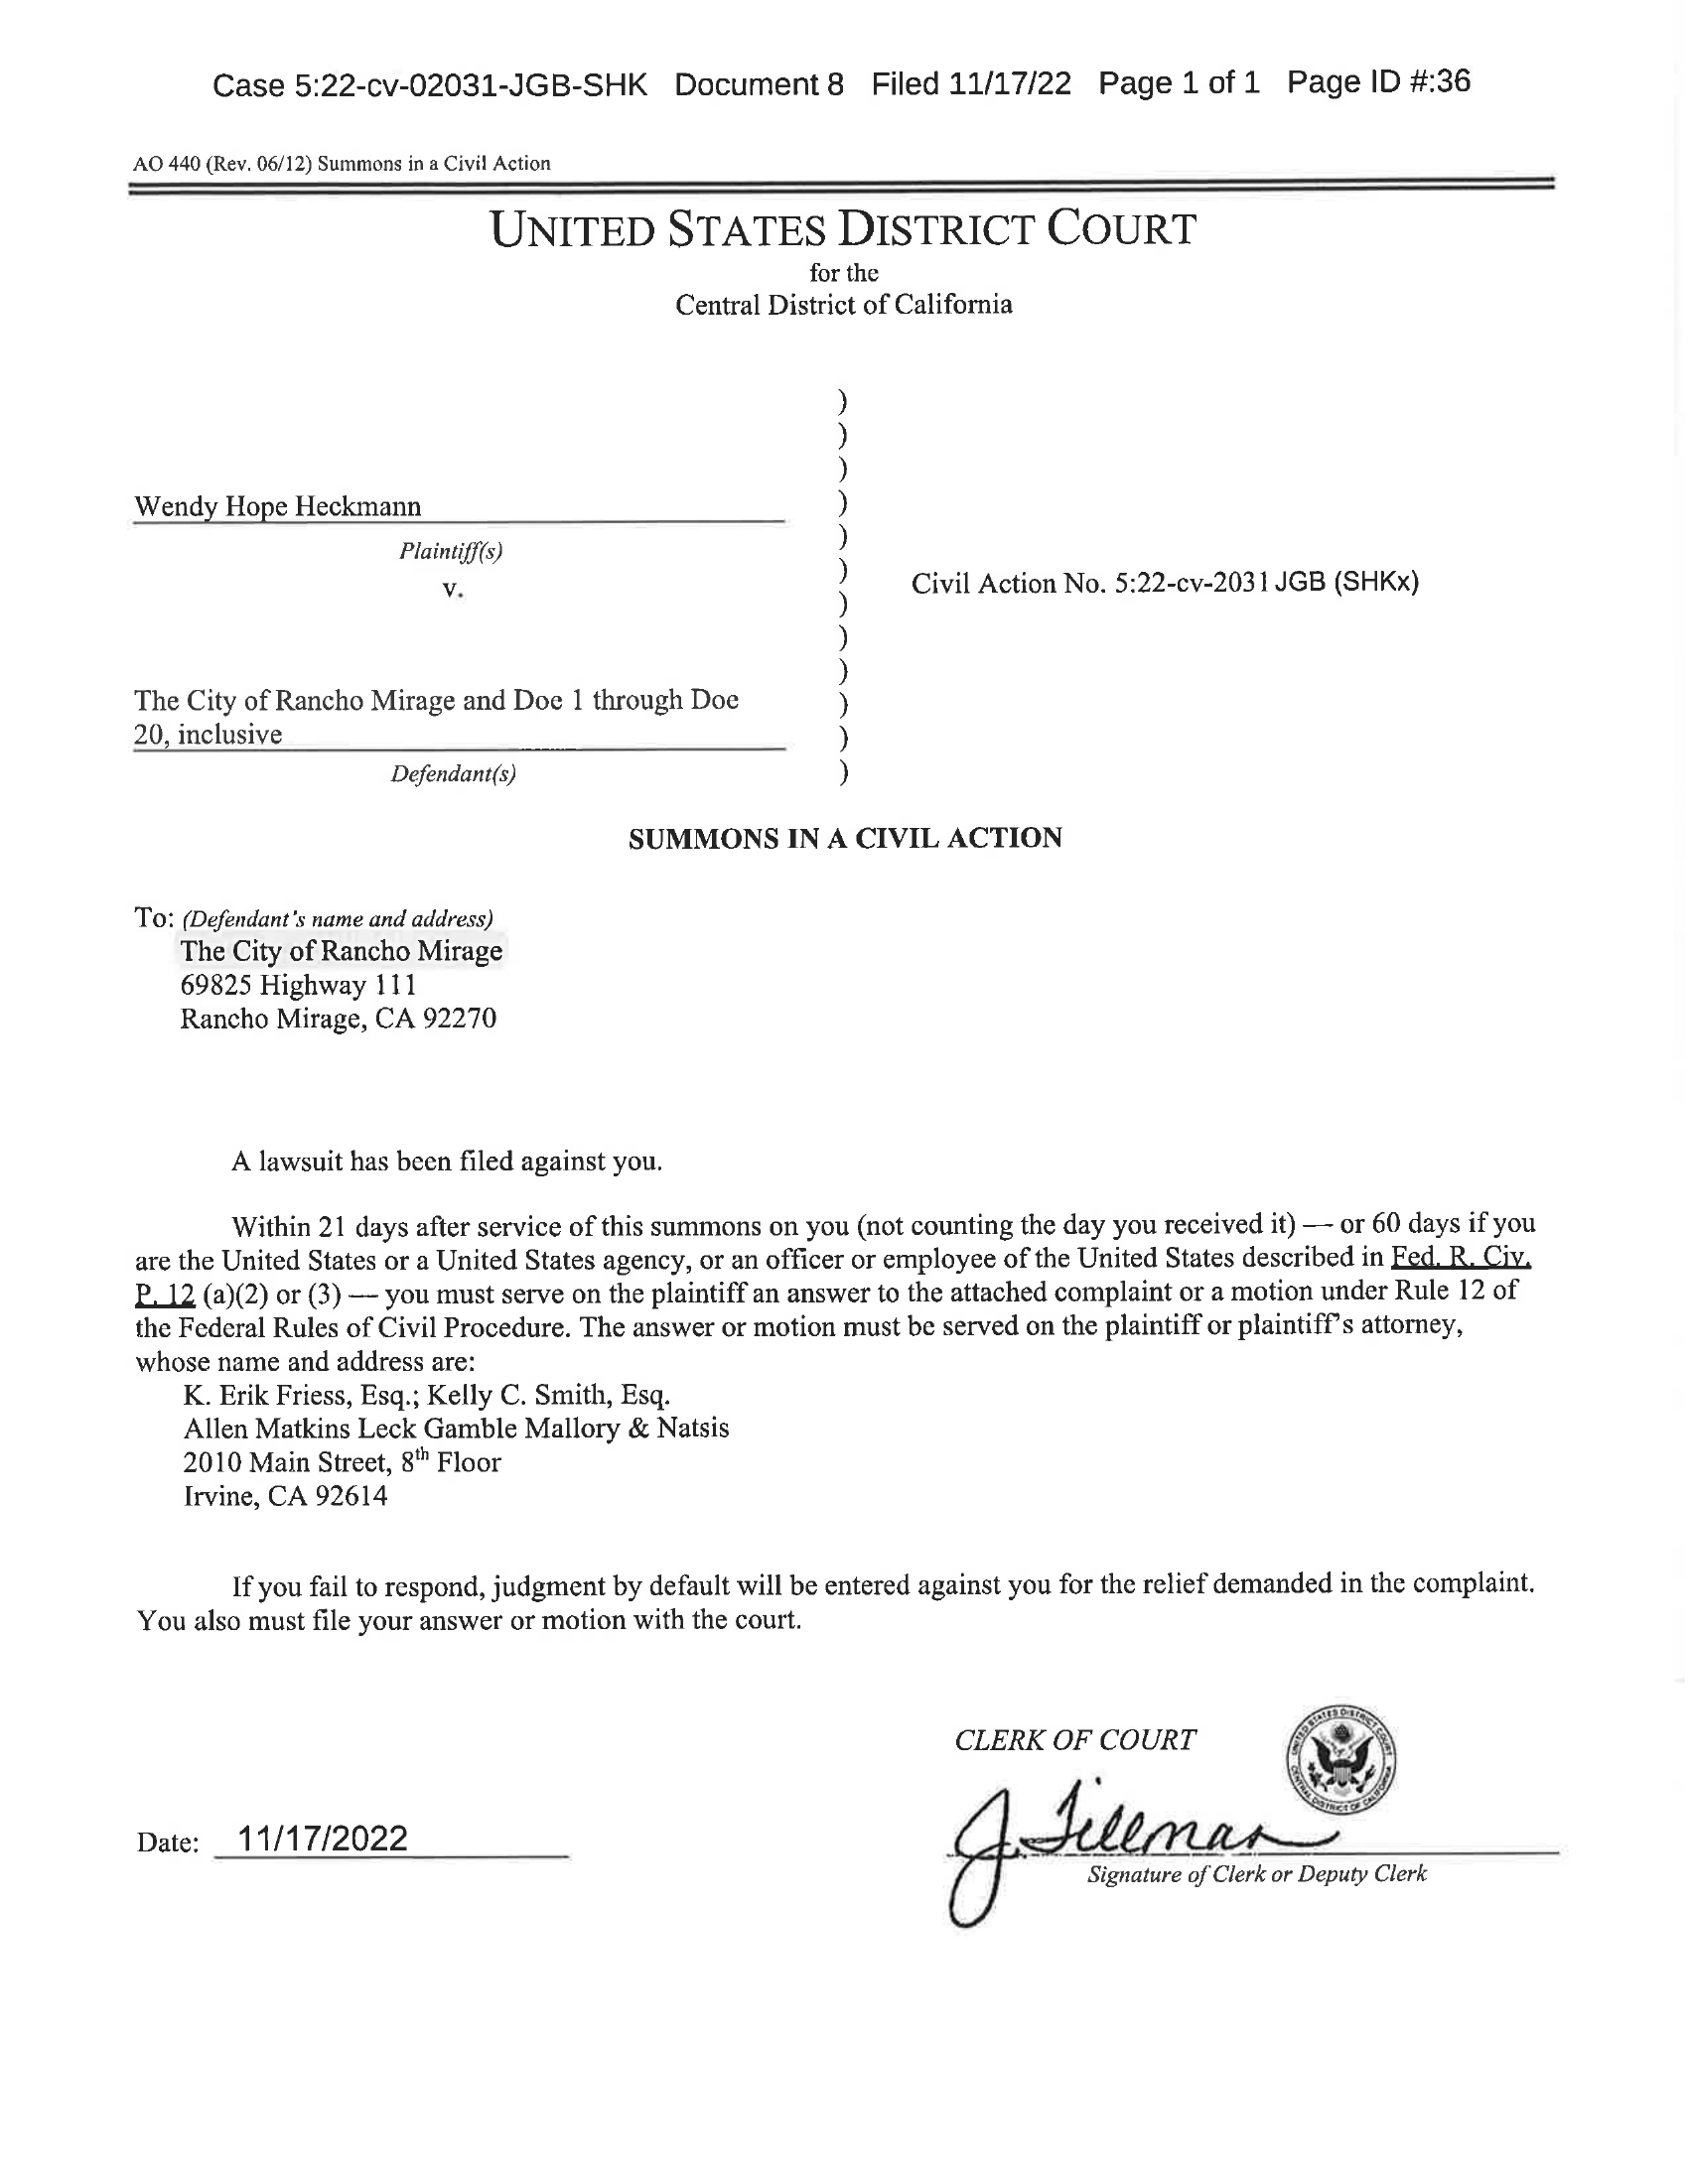 Case 5:22-cv-02031-JGB-SHK Document 8 Filed 11/17/22 Page 1 of 1 Page ID #:36
AO 440 (Rev. 06/12) Summons in a Civil Action
UNITED STATES DISTRICT COURT
for the
Central District of California
)
)
)
Wendy Hope Heckmann )
Plaintiff(s) )
v. )
Civil Action No. 5:22-cv-2031 JGB (SHKx)
)
)
)
The City of Rancho Mirage and Doe 1 through Doe )
20, inclusive )
Defendant(s) )
SUMMONS IN A CIVIL ACTION
To: (Defendant's name and address)
The City of Rancho Mirage
69825 Highway 111
Rancho Mirage, CA 92270
A lawsuit has been filed against you.
Within 21 days after service of this summons on you (not counting the day you received it) — or 60 days if you
are the United States or a United States agency, or an officer or employee of the United States described in Fed. R. Civ.
P. 12 (a)(2) or (3) — you must serve on the plaintiff an answer to the attached complaint or a motion under Rule 12 of
the Federal Rules of Civil Procedure. The answer or motion must be served on the plaintiff or plaintiff's attorney,
whose name and address are:
K. Erik Friess, Esq.; Kelly C. Smith, Esq.
Allen Matkins Leck Gamble Mallory & Natsis
2010 Main Street, 8th Floor
Irvine, CA 92614
If you fail to respond, judgment by default will be entered against you for the relief demanded in the complaint.
You also must file your answer or motion with the court.
CLERK OF COURT
UNITED STATES DISTRICT COURT
CENTRAL DISTRICT OF CALIFORNIA
Date: 11/17/2022
Signature of Clerk or Deputy Clerk